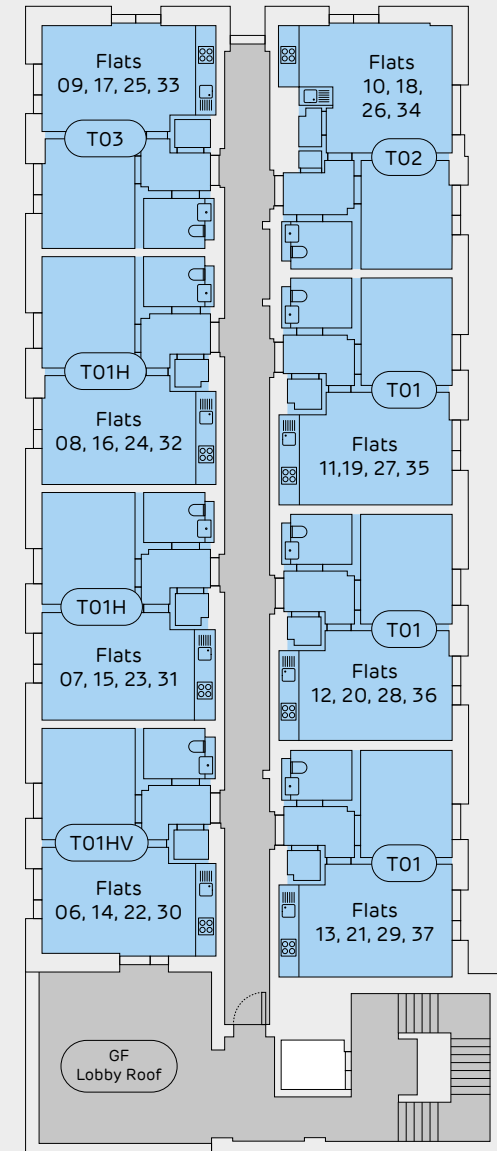 Flats
09, 17, 25, 33
T03
Flats
10, 18,
26, 34
T02
T01H
Flats
08, 16, 24, 32
T01
Flats
11,19, 27, 35
T01H
Flats
07, 15, 23, 31
T01
Flats
12, 20, 28, 36
T01HV
Flats
06, 14, 22, 30
T01
Flats
13, 21, 29, 37
GF
Lobby Roof